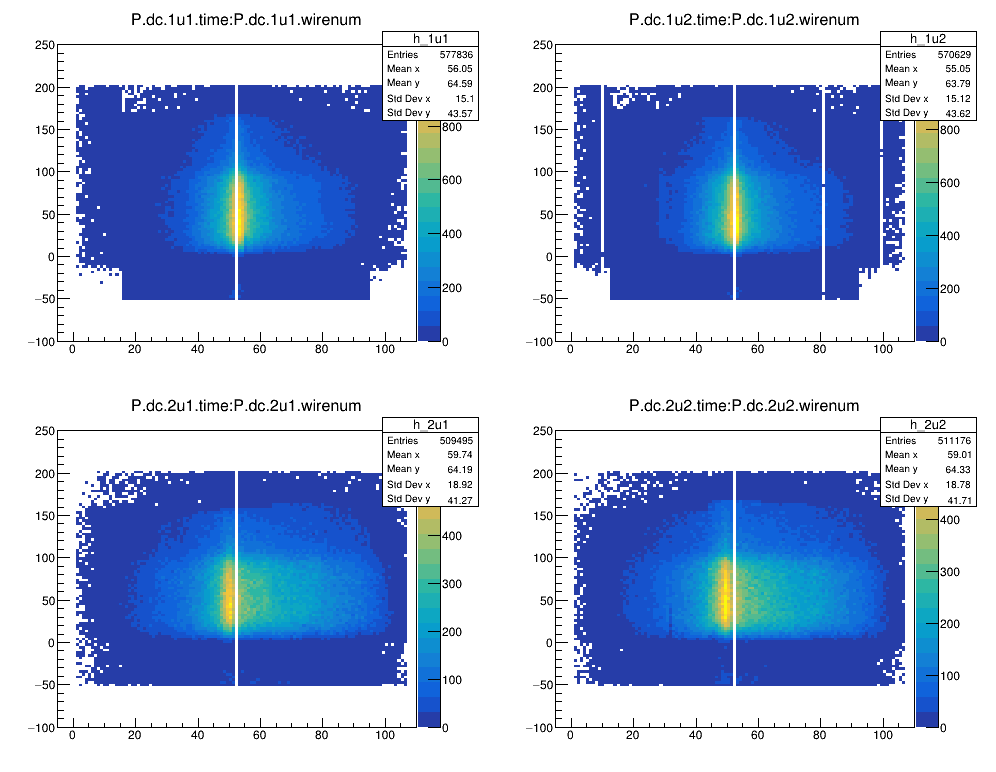 P.dc.1u1.time:P.dc.1u1.wirenum
h_1u1
Entries 577836
Mean x 56.05
Mean y 64.59
Std Dev x 15.1
Std Dev y 43.57
250
200
150
100
50
0
−50
−100
0 20 40 60 80 100
800
600
400
200
0
P.dc.1u2.time:P.dc.1u2.wirenum
h_1u2
Entries 570629
Mean x 55.05
Mean y 63.79
Std Dev x 15.12
Std Dev y 43.62
250
200
150
100
50
0
−50
−100
0 20 40 60 80 100
800
600
400
200
0
P.dc.2u1.time:P.dc.2u1.wirenum
h_2u1
Entries 509495
Mean x 59.74
Mean y 64.19
Std Dev x 18.92
Std Dev y 41.27
250
200
150
100
50
0
−50
−100
0 20 40 60 80 100
400
300
200
100
0
P.dc.2u2.time:P.dc.2u2.wirenum
h_2u2
Entries 511176
Mean x 59.01
Mean y 64.33
Std Dev x 18.78
Std Dev y 41.71
250
200
150
100
50
0
−50
−100
0 20 40 60 80 100
400
300
200
100
0